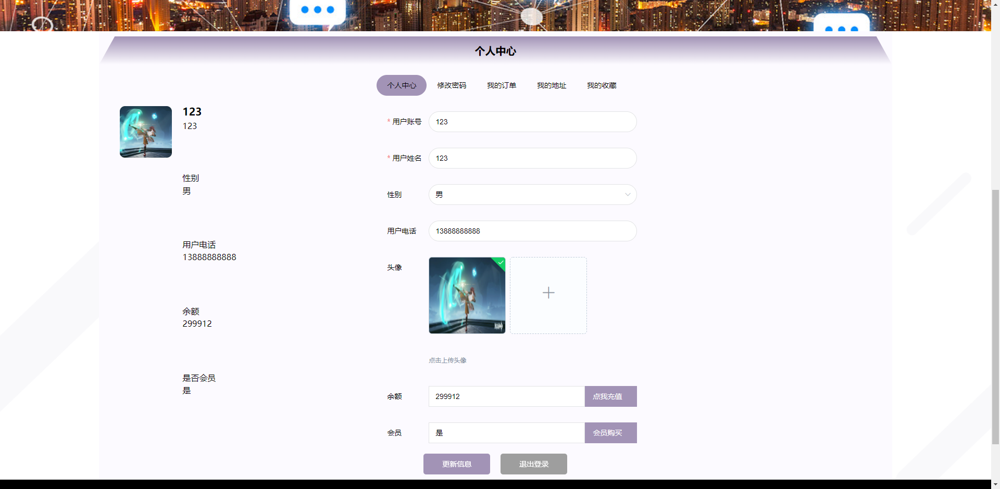 个人中心
个人中心 修改密码 我的订单 我的地址 我的收藏
123
123
性别
男
用户电话
13888888888
余额
299912
是否会员
是
* 用户账号 123
* 用户姓名 123
性别 男
用户电话 13888888888
头像
点击上传头像
余额 299912 点我充值
会员 是 会员购买
更新信息 退出登录